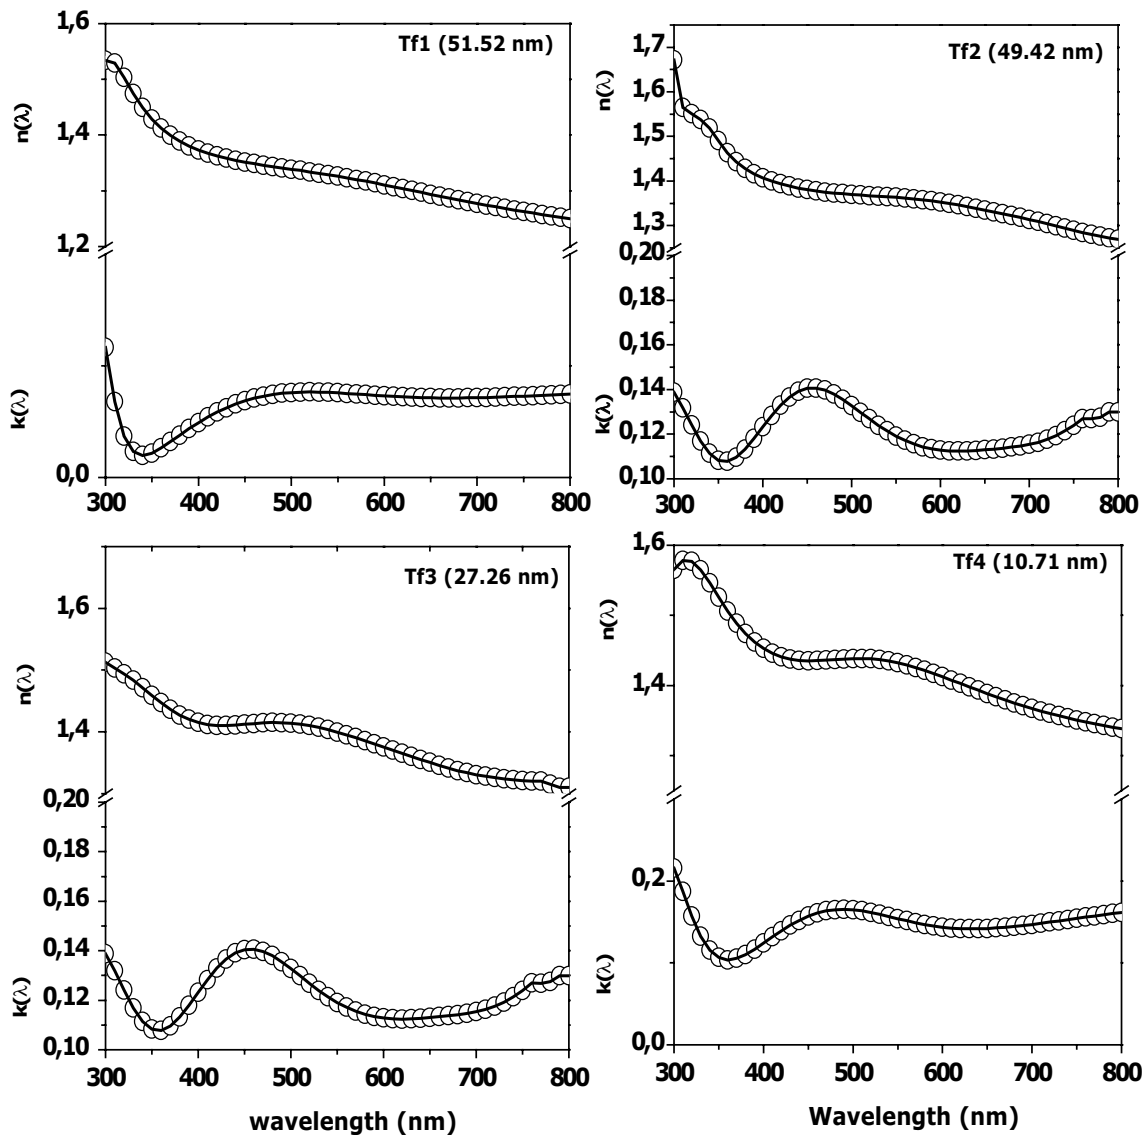 Tf1 (51.52 nm)
1,6
1,4
1,2
n(λ)
k(λ)
0,0
300 400 500 600 700 800
Tf2 (49.42 nm)
1,7
1,6
1,5
1,4
1,3
n(λ)
0,20
0,18
0,16
0,14
0,12
0,10
k(λ)
300 400 500 600 700 800
Tf3 (27.26 nm)
1,6
1,4
n(λ)
0,20
0,18
0,16
0,14
0,12
0,10
k(λ)
300 400 500 600 700 800
wavelength (nm)
Tf4 (10.71 nm)
1,6
1,4
n(λ)
0,2
0,0
k(λ)
300 400 500 600 700 800
Wavelength (nm)